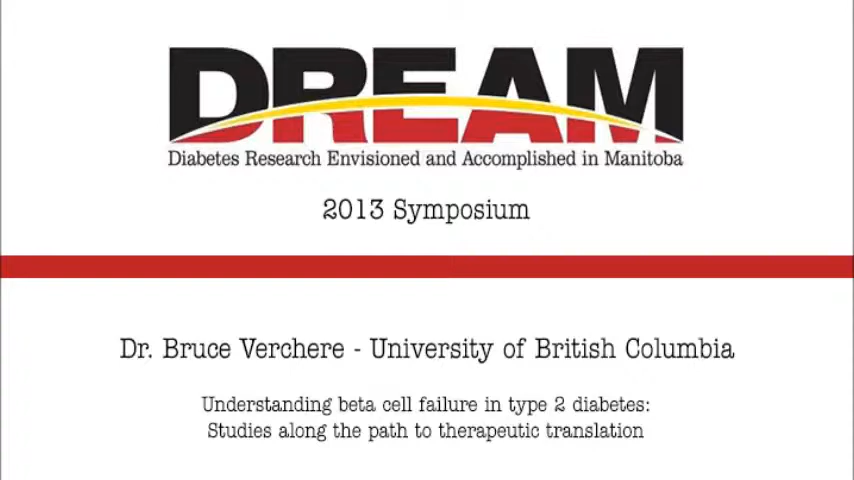 DREAM
Diabetes Research Envisioned and Accomplished in Manitoba
2013 Symposium
Dr. Bruce Verchere - University of British Columbia
Understanding beta cell failure in type 2 diabetes:
Studies along the path to therapeutic translation